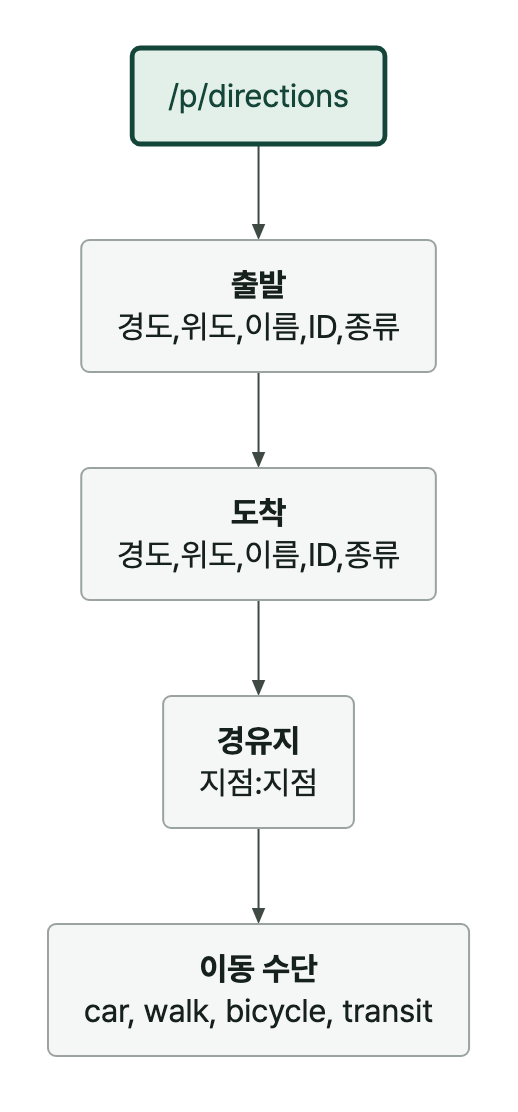 /p/directions
출발
경도,위도,이름,ID,종류
도착
경도,위도,이름,ID,종류
경유지
지점:지점
이동 수단
car, walk, bicycle, transit